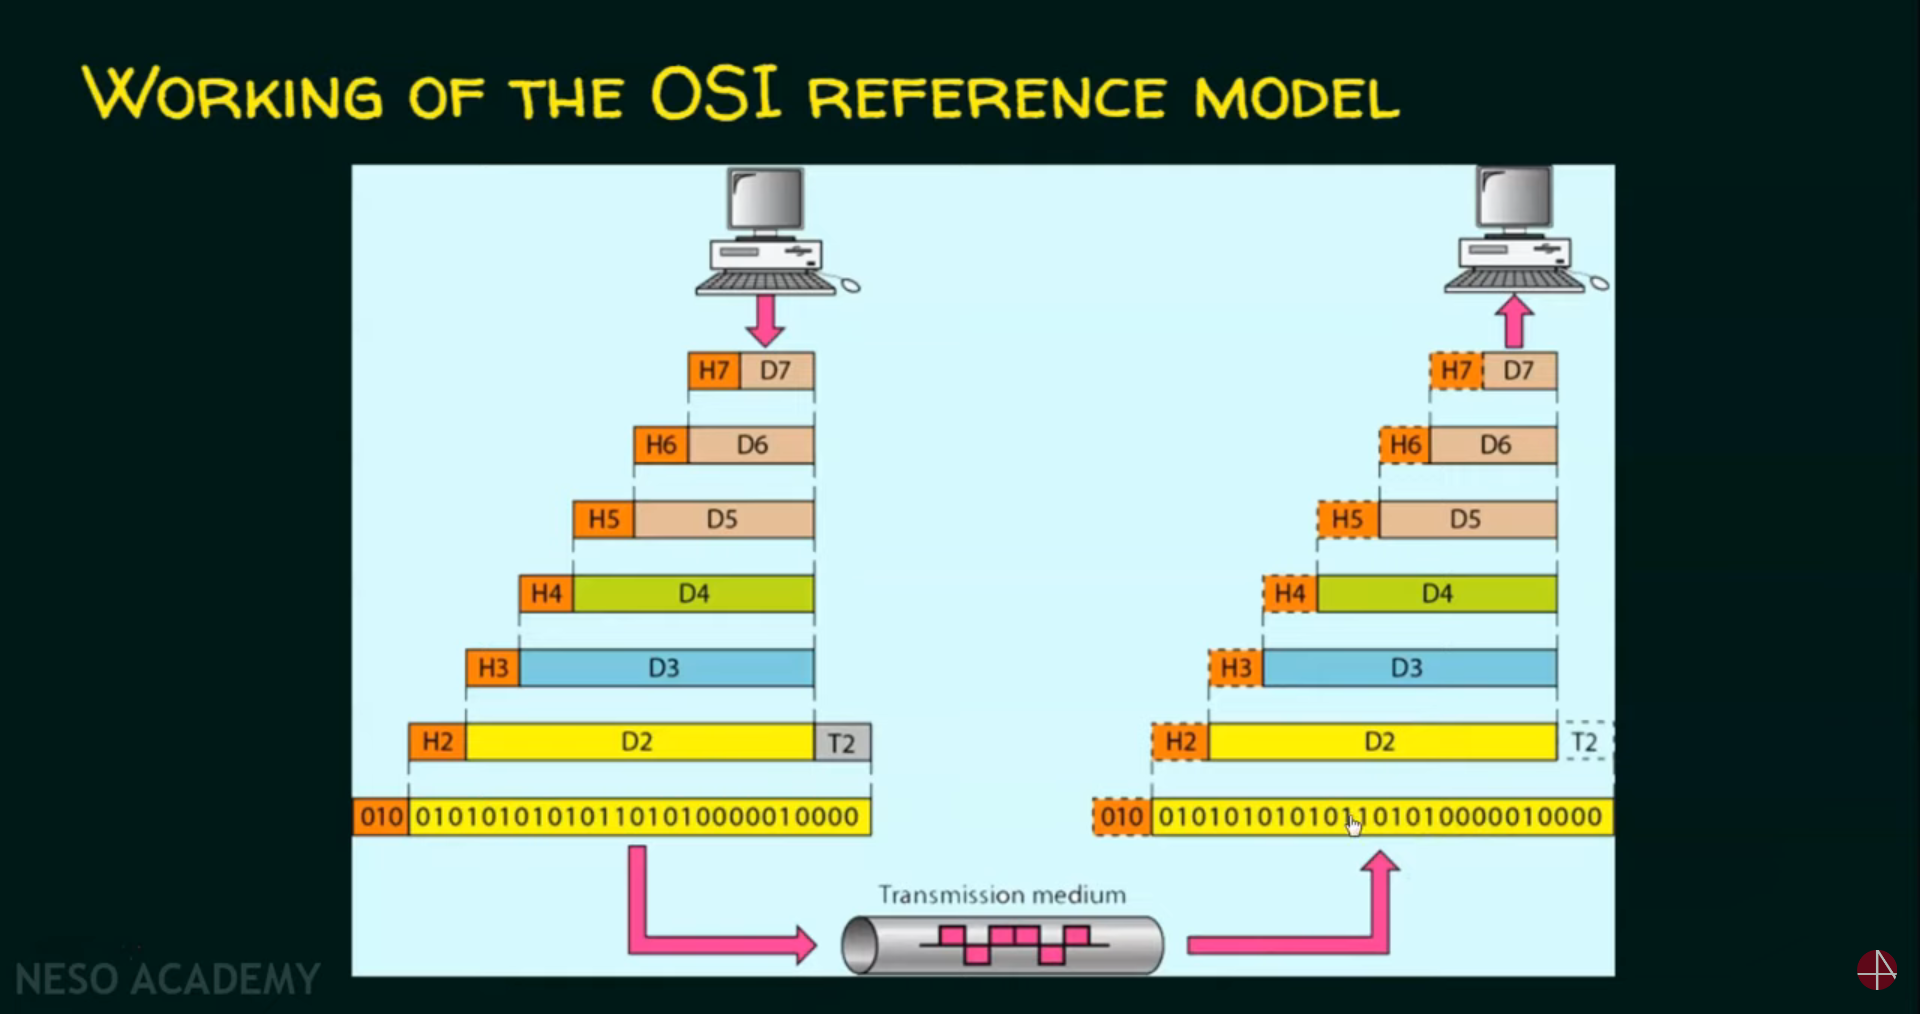 WORKING OF THE OSI REFERENCE MODEL
H7 D7 H7 D7
H6 D6 H6 D6
H5 D5 H5 D5
H4 D4 H4 D4
H3 D3 H3 D3
H2 D2 T2 H2 D2 T2
010 010101010101101010000010000 010 010101010101101010000010000
Transmission medium
NESO ACADEMY